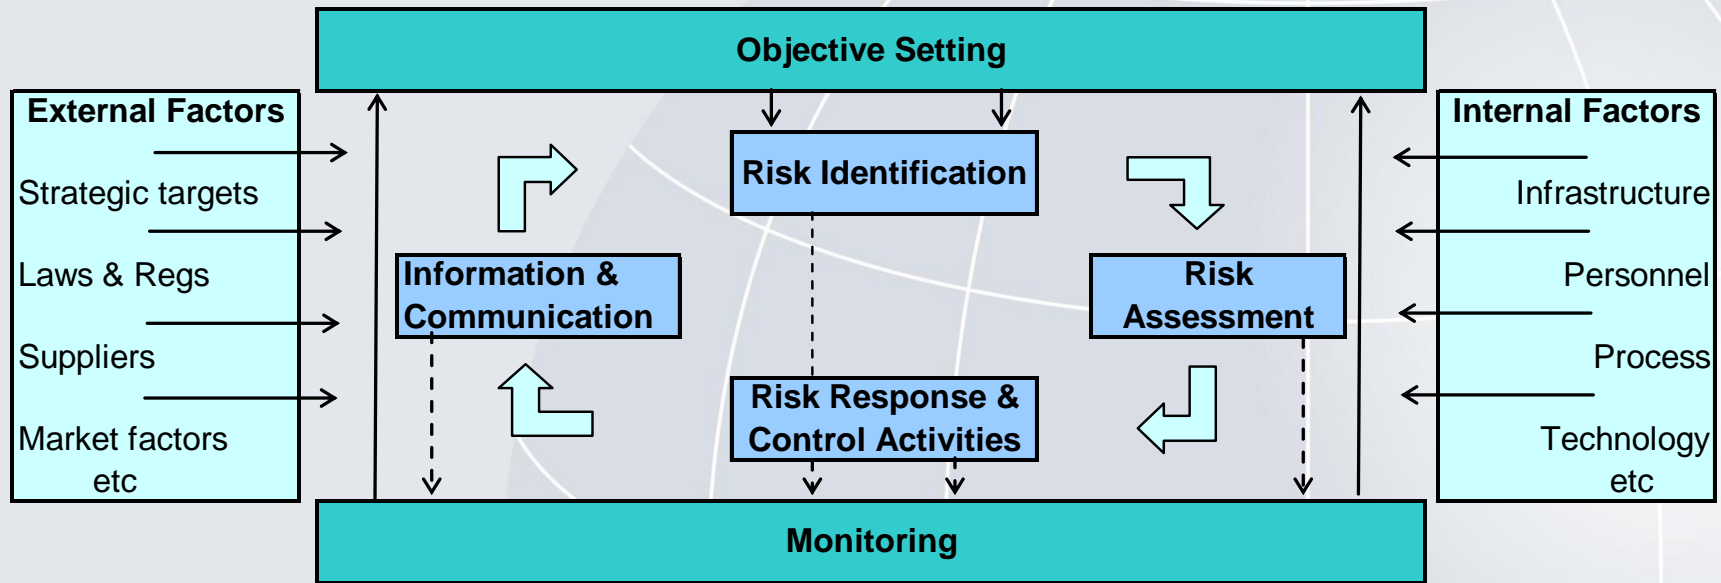 Objective Setting
External Factors
Strategic targets
Laws & Regs
Suppliers
Market factors
etc
Risk Identification
Information &
Communication
Risk
Assessment
Risk Response &
Control Activities
Internal Factors
Infrastructure
Personnel
Process
Technology
etc
Monitoring